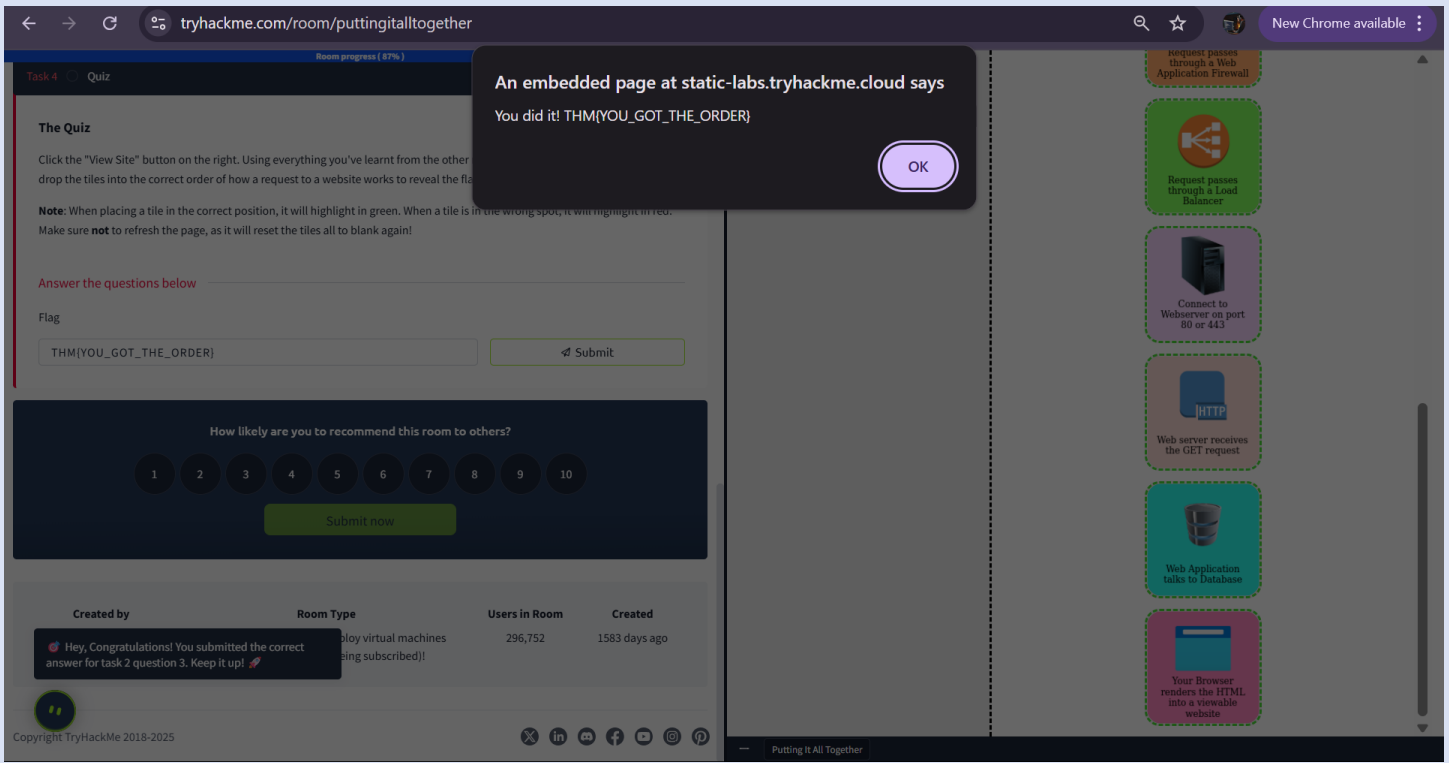 tryhackme.com/room/puttingitalltogether
New Chrome available
Room progress ( 87% )
Task 4
Quiz
An embedded page at static-labs.tryhackme.cloud says
You did it! THM{YOU_GOT_THE_ORDER}
OK
The Quiz
Click the "View Site" button on the right. Using everything you've learnt from the other
drop the tiles into the correct order of how a request to a website works to reveal the fla
Note: When placing a tile in the correct position, it will highlight in green. When a tile is in the wrong spot, it will highlight in red.
Make sure not to refresh the page, as it will reset the tiles all to blank again!
Answer the questions below
Flag
THM{YOU_GOT_THE_ORDER}
Submit
How likely are you to recommend this room to others?
1 2 3 4 5 6 7 8 9 10
Submit now
Created by
Room Type
Users in Room
Created
ploy virtual machines
eing subscribed)!
296,752
1583 days ago
Hey, Congratulations! You submitted the correct
answer for task 2 question 3. Keep it up!
Copyright TryHackMe 2018-2025
Request passes
through a Web
Application Firewall
Request passes
through a Load
Balancer
Connect to
Webserver on port
80 or 443
HTTP
Web server receives
the GET request
Web Application
talks to Database
Your Browser
renders the HTML
into a viewable
website
Putting It All Together